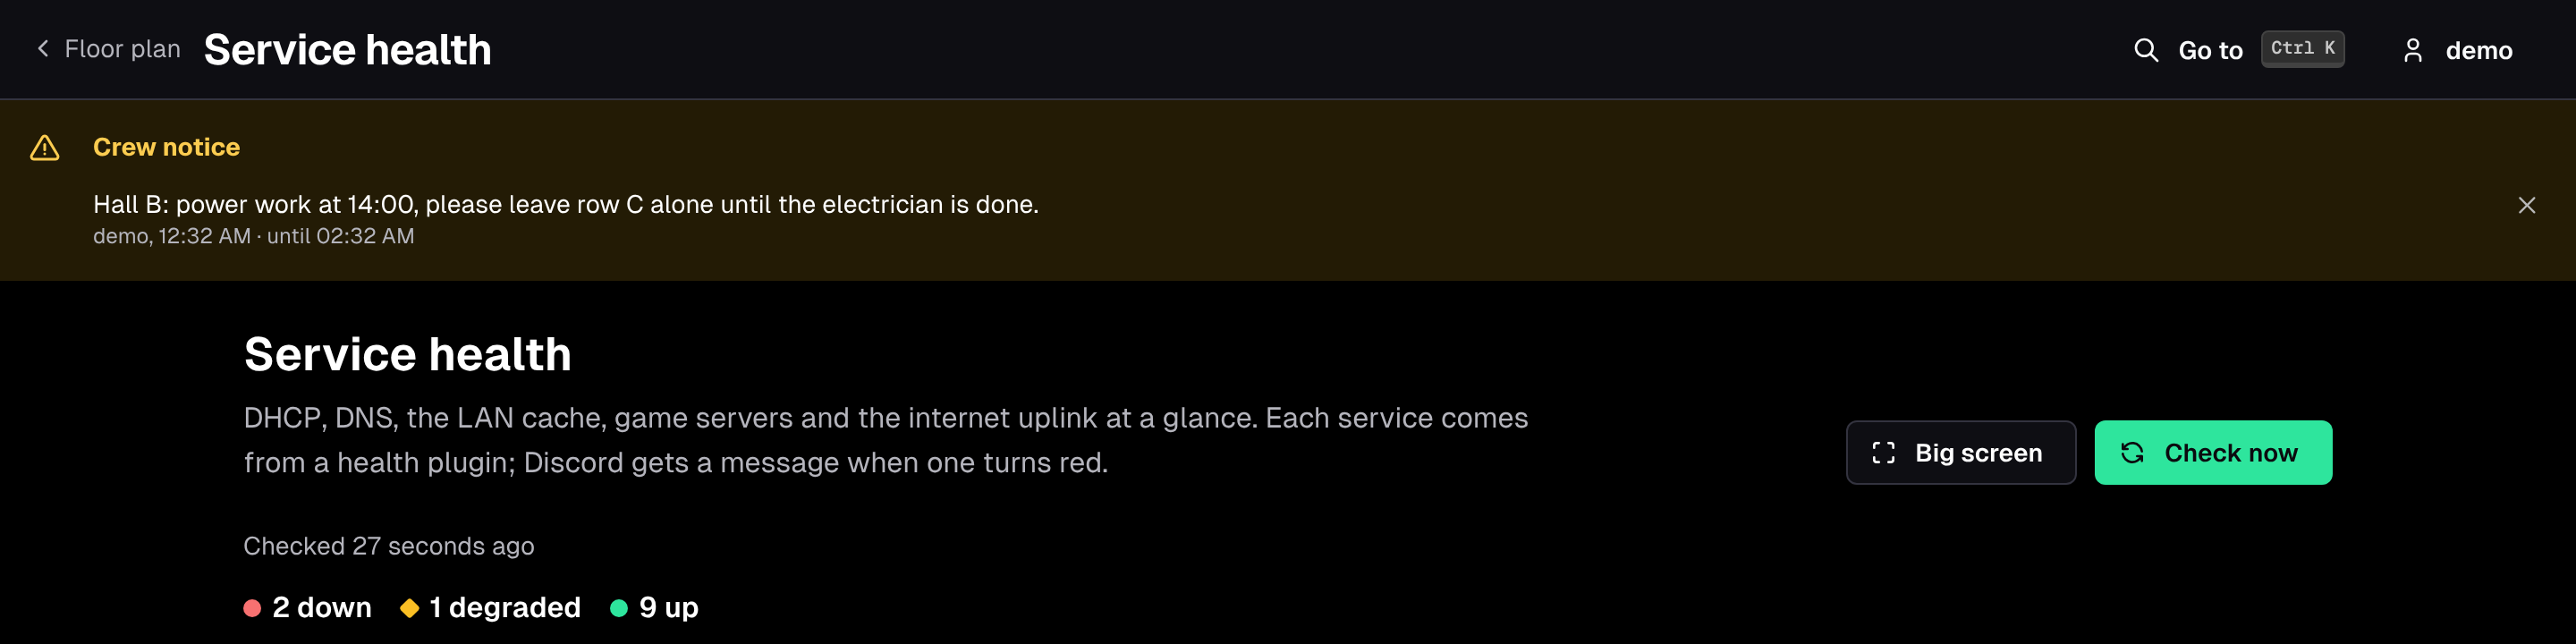 Floor plan
Service health
Go to
Ctrl K
demo
Crew notice
Hall B: power work at 14:00, please leave row C alone until the electrician is done.
demo, 12:32 AM · until 02:32 AM
Service health
DHCP, DNS, the LAN cache, game servers and the internet uplink at a glance. Each service comes
from a health plugin; Discord gets a message when one turns red.
Big screen
Check now
Checked 27 seconds ago
2 down
1 degraded
9 up